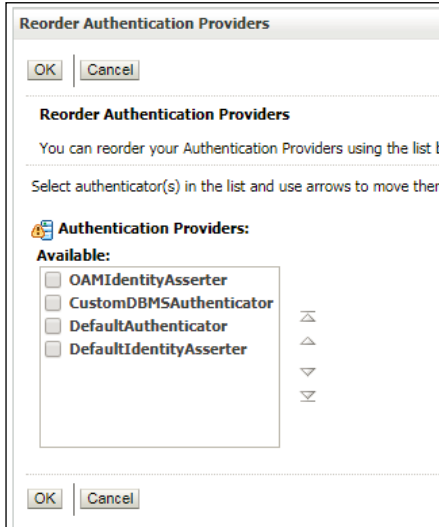 Reorder Authentication Providers
OK Cancel
Reorder Authentication Providers
You can reorder your Authentication Providers using the list
Select authenticator(s) in the list and use arrows to move
Authentication Providers:
Available:
OAMIdentityAsserter
CustomDBMSAuthenticator
DefaultAuthenticator
DefaultIdentityAsserter
OK Cancel